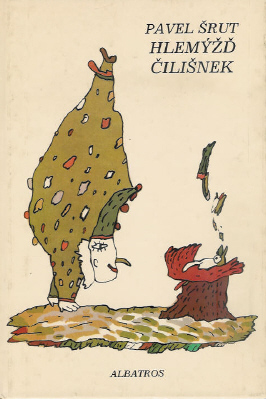 PAVEL ŠRUT
HLEMÝŽĎ
ČILIŠNEK
ALBATROS